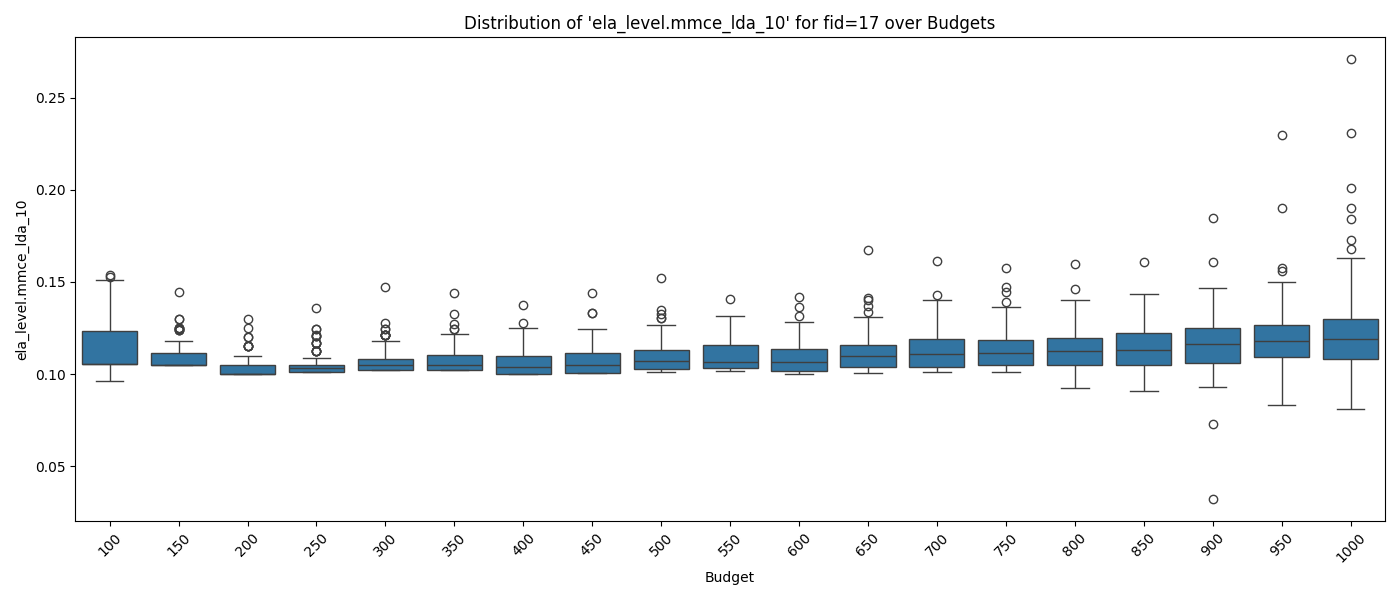 Distribution of 'ela_level.mmce_lda_10' for fid=17 over Budgets
ela_level.mmce_lda_10
0.25
0.20
0.15
0.10
0.05
100 150 200 250 300 350 400 450 500 550 600 650 700 750 800 850 900 950 1000
Budget